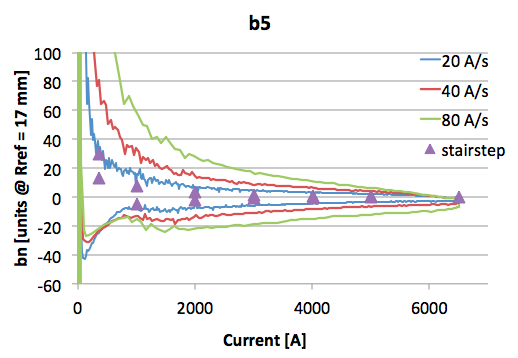 b5
bn [units @ Rref = 17 mm]
100
80
60
40
20
0
-20
-40
-60
0
2000
4000
6000
Current [A]
20 A/s
40 A/s
80 A/s
stairstep